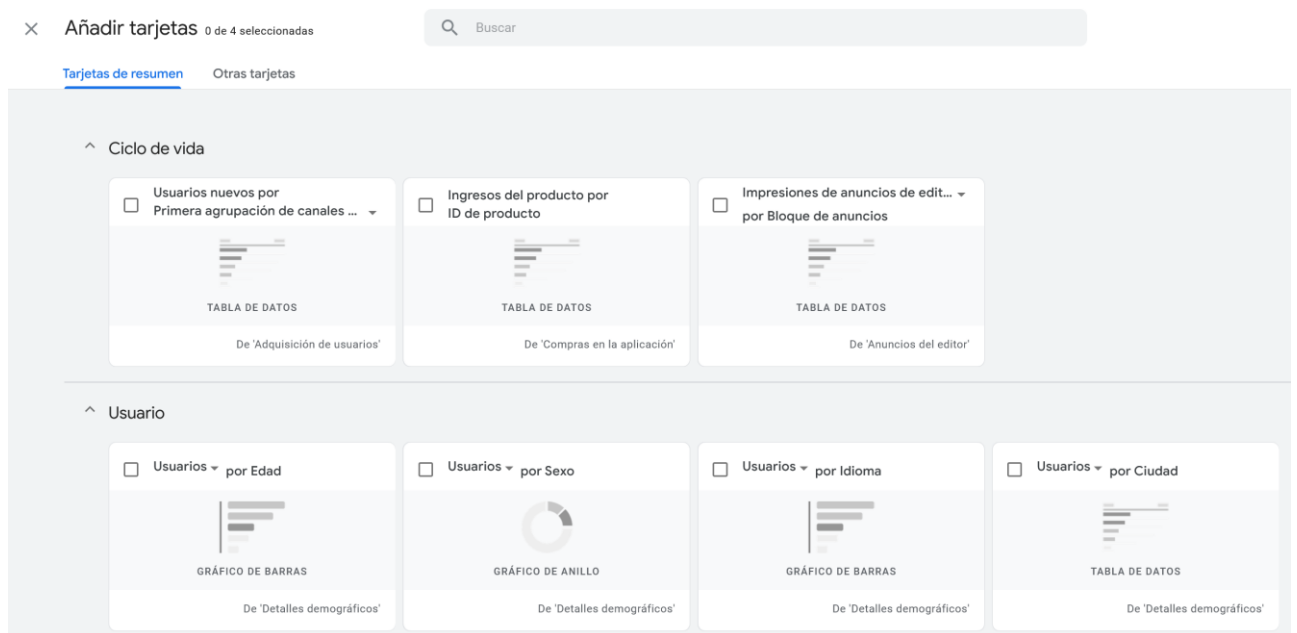 Añadir tarjetas 0 de 4 seleccionadas
Buscar
Tarjetas de resumen Otras tarjetas
Ciclo de vida
Usuarios nuevos por
Primera agrupación de canales ...
TABLA DE DATOS
De 'Adquisición de usuarios'
Ingresos del producto por
ID de producto
TABLA DE DATOS
De 'Compras en la aplicación'
Impresiones de anuncios de edit...
por Bloque de anuncios
TABLA DE DATOS
De 'Anuncios del editor'
Usuario
Usuarios por Edad
GRÁFICO DE BARRAS
De 'Detalles demográficos'
Usuarios por Sexo
GRÁFICO DE ANILLO
De 'Detalles demográficos'
Usuarios por Idioma
GRÁFICO DE BARRAS
De 'Detalles demográficos'
Usuarios por Ciudad
TABLA DE DATOS
De 'Detalles demográficos'